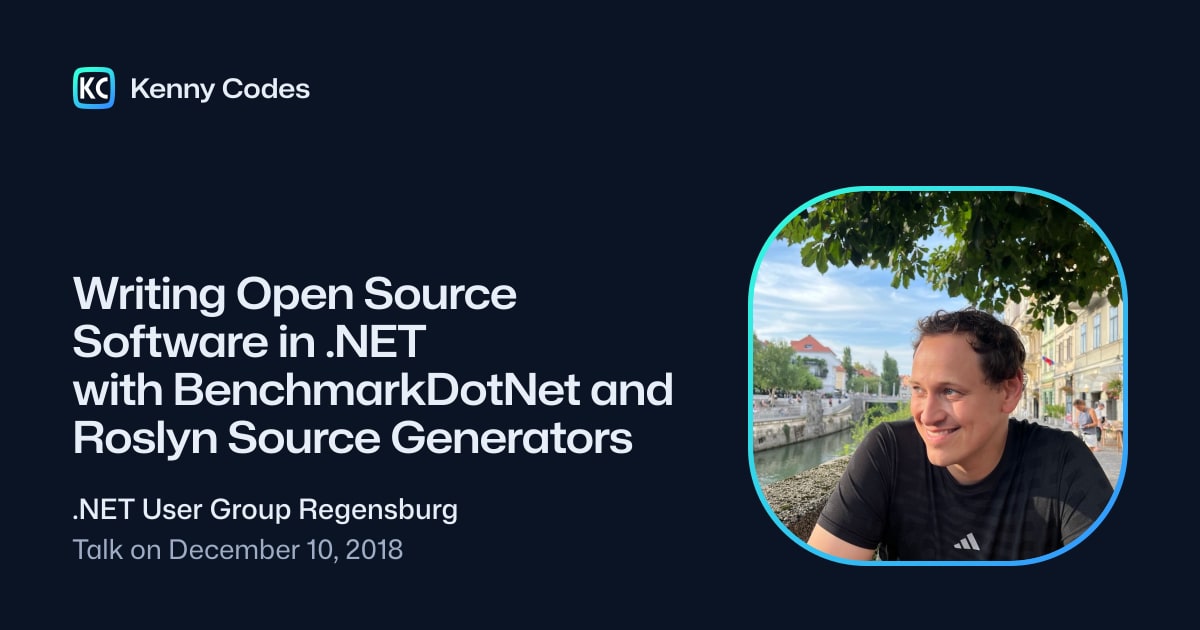 KC Kenny Codes
Writing Open Source
Software in .NET
with BenchmarkDotNet and
Roslyn Source Generators
.NET User Group Regensburg
Talk on December 10, 2018